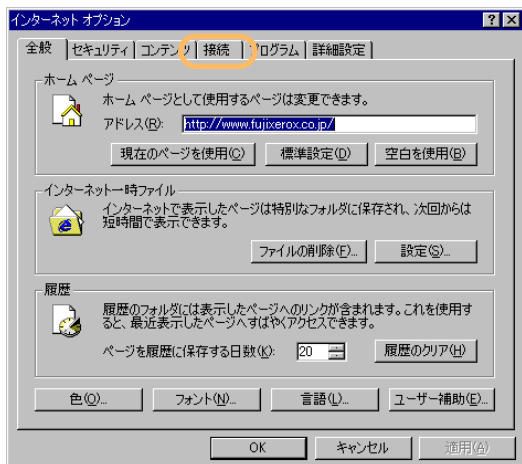 インターネット オプション
全般 セキュリティ コンテンツ 接続 プログラム 詳細設定
ホーム ページ
ホーム ページとして使用するページは変更できます。
アドレス(R): http://www.fujixerox.co.jp/
現在のページを使用(C) 標準設定(D) 空白を使用(B)
インターネット一時ファイル
インターネットで表示したページは特別なフォルダに保存され、次回からは
短時間で表示できます。
ファイルの削除(F)... 設定(S)...
履歴
履歴のフォルダには表示したページへのリンクが含まれます。これを使用す
ると、最近表示したページへすばやくアクセスできます。
ページを履歴に保存する日数(K): 20 履歴のクリア(H)
色(O)... フォント(N)... 言語(L)... ユーザー補助(E)...
OK キャンセル 適用(A)